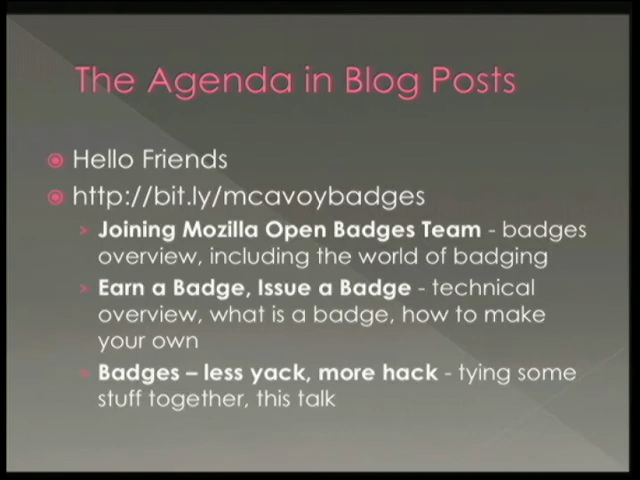 The Agenda in Blog Posts
Hello Friends
http://bit.ly/mcavoybadges
Joining Mozilla Open Badges Team - badges
overview, including the world of badging
Earn a Badge, Issue a Badge - technical
overview, what is a badge, how to make
your own
Badges – less yack, more hack - tying some
stuff together, this talk